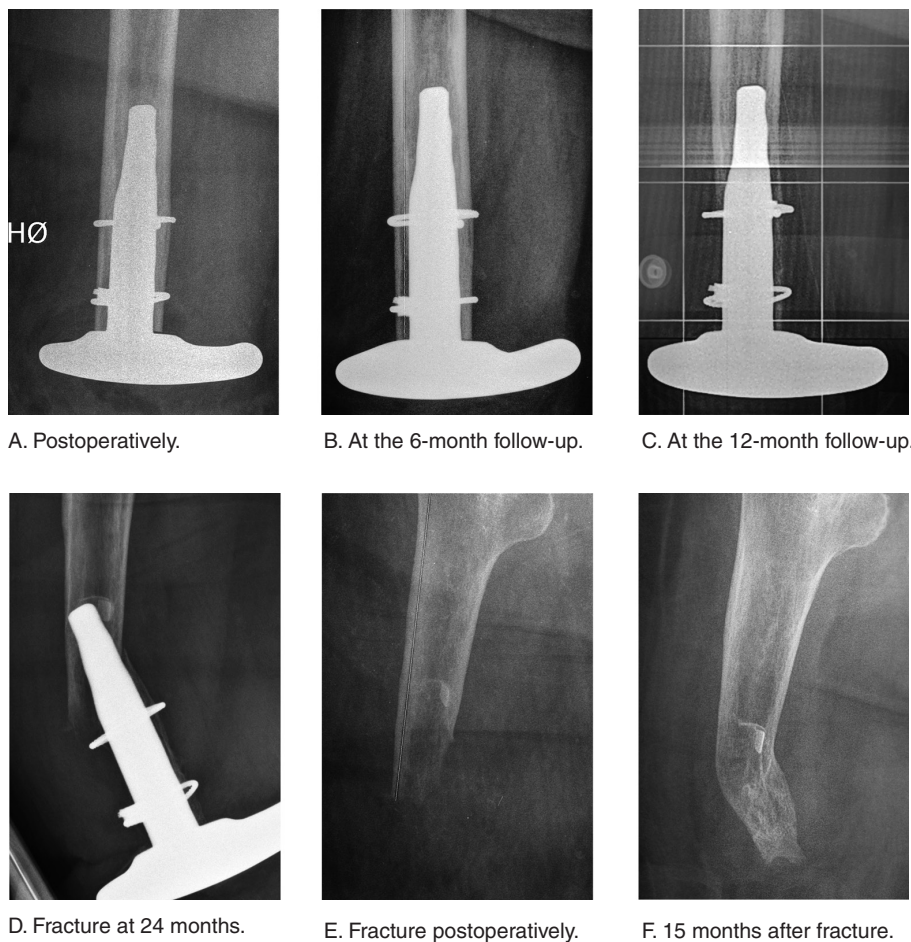 HØ
A. Postoperatively.
B. At the 6-month follow-up.
C. At the 12-month follow-up.
D. Fracture at 24 months.
E. Fracture postoperatively.
F. 15 months after fracture.